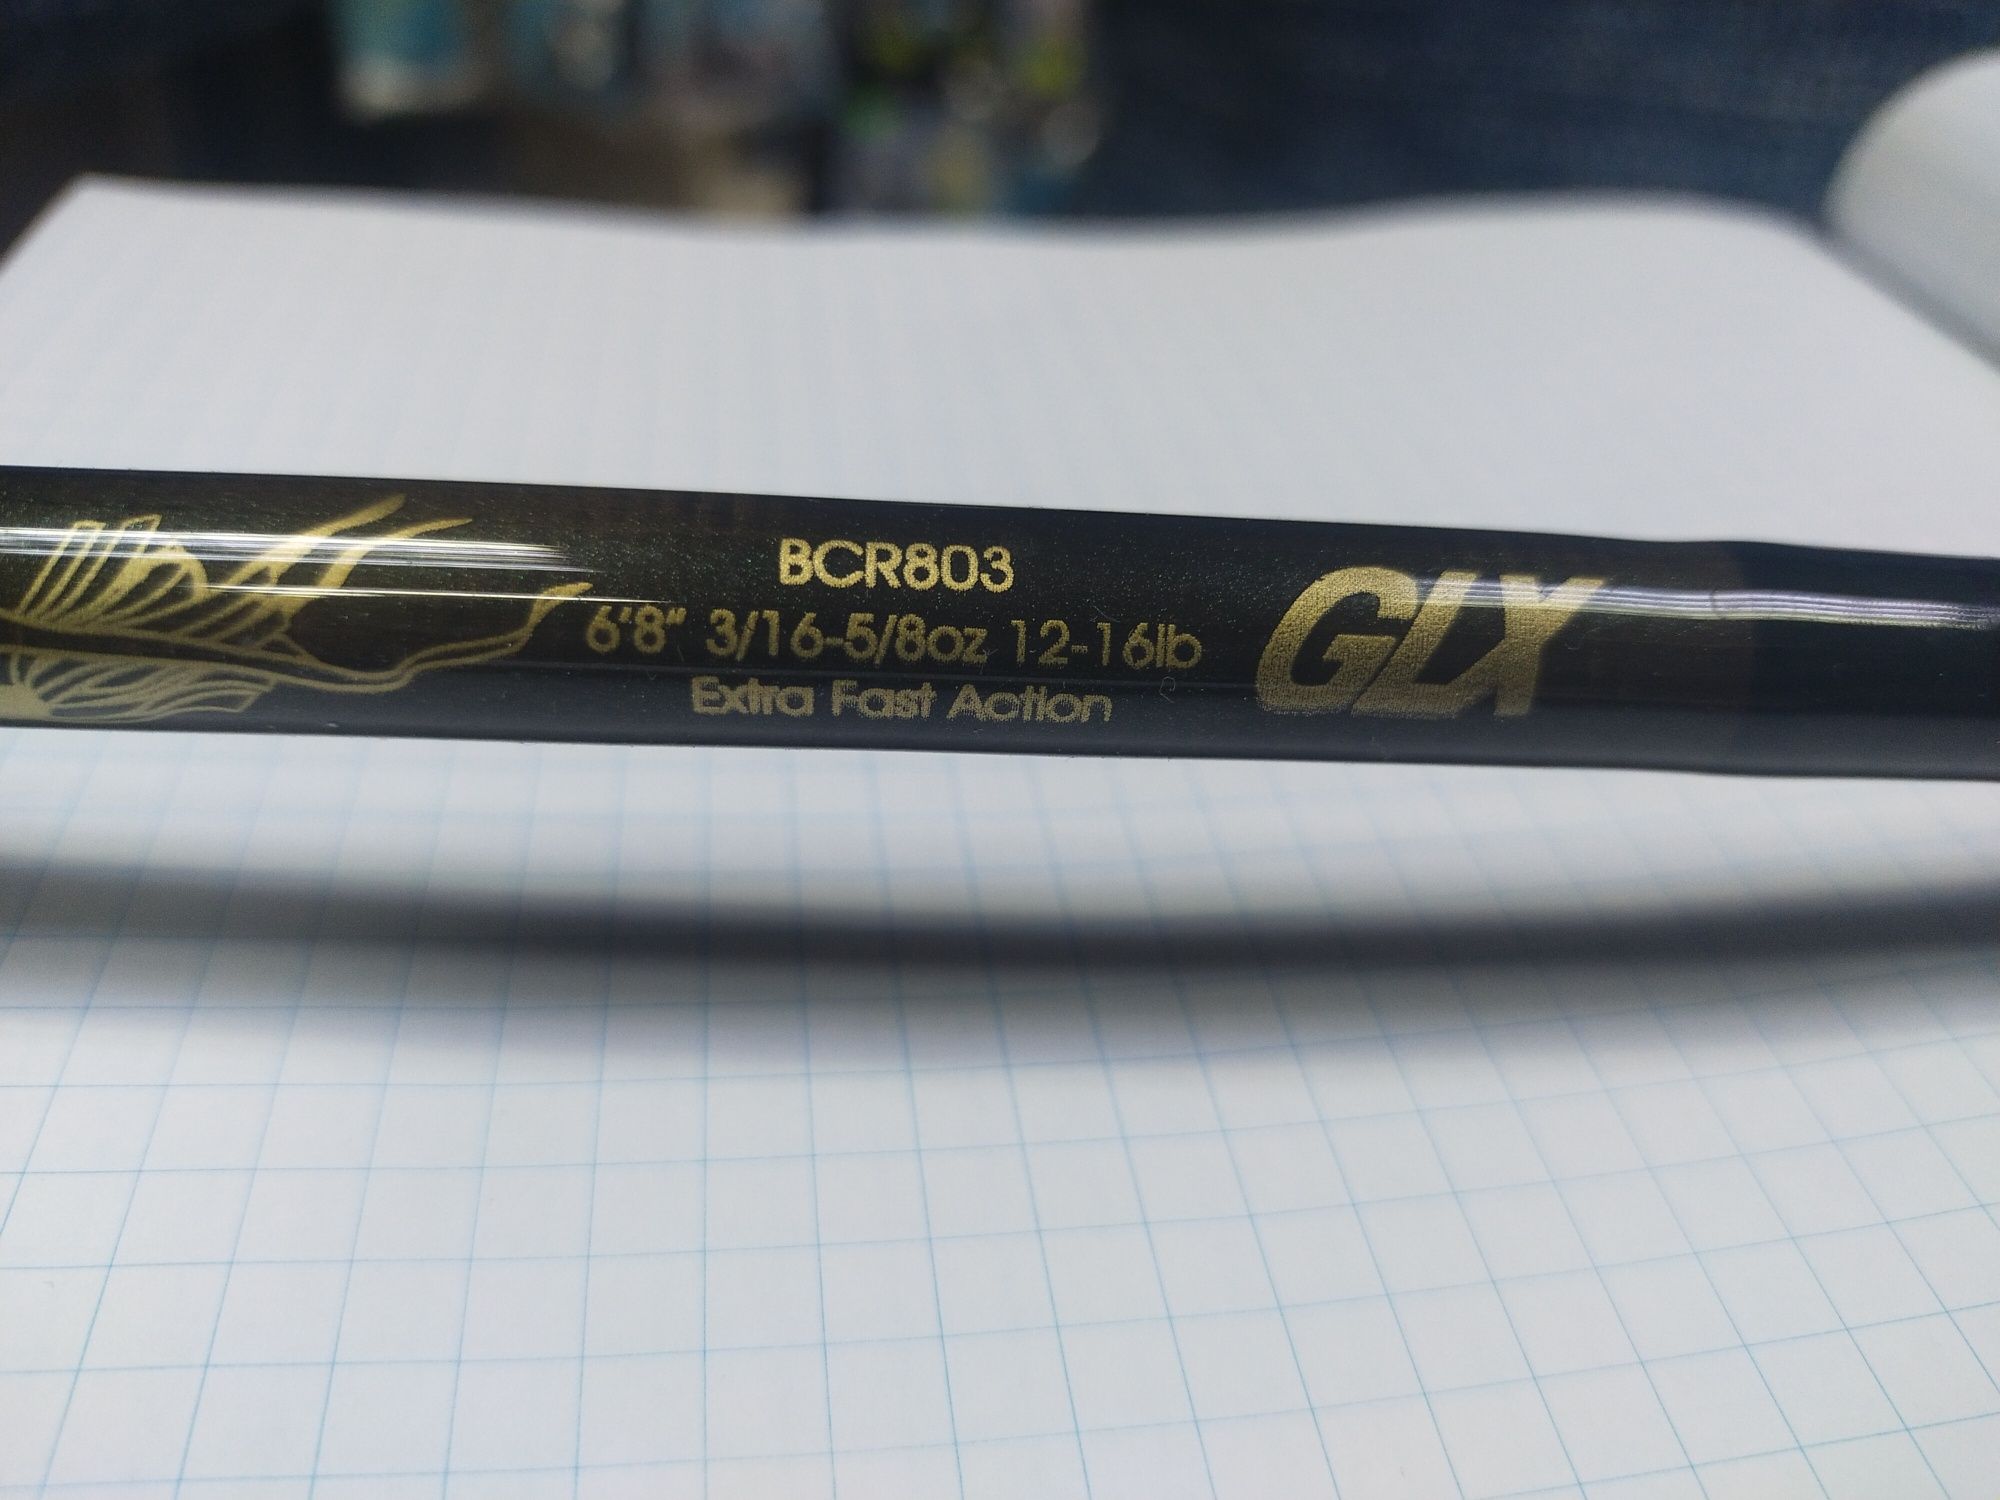 BCR803
6'8" 3/16-5/8oz 12-16lb
Extra Fast Action
GLX